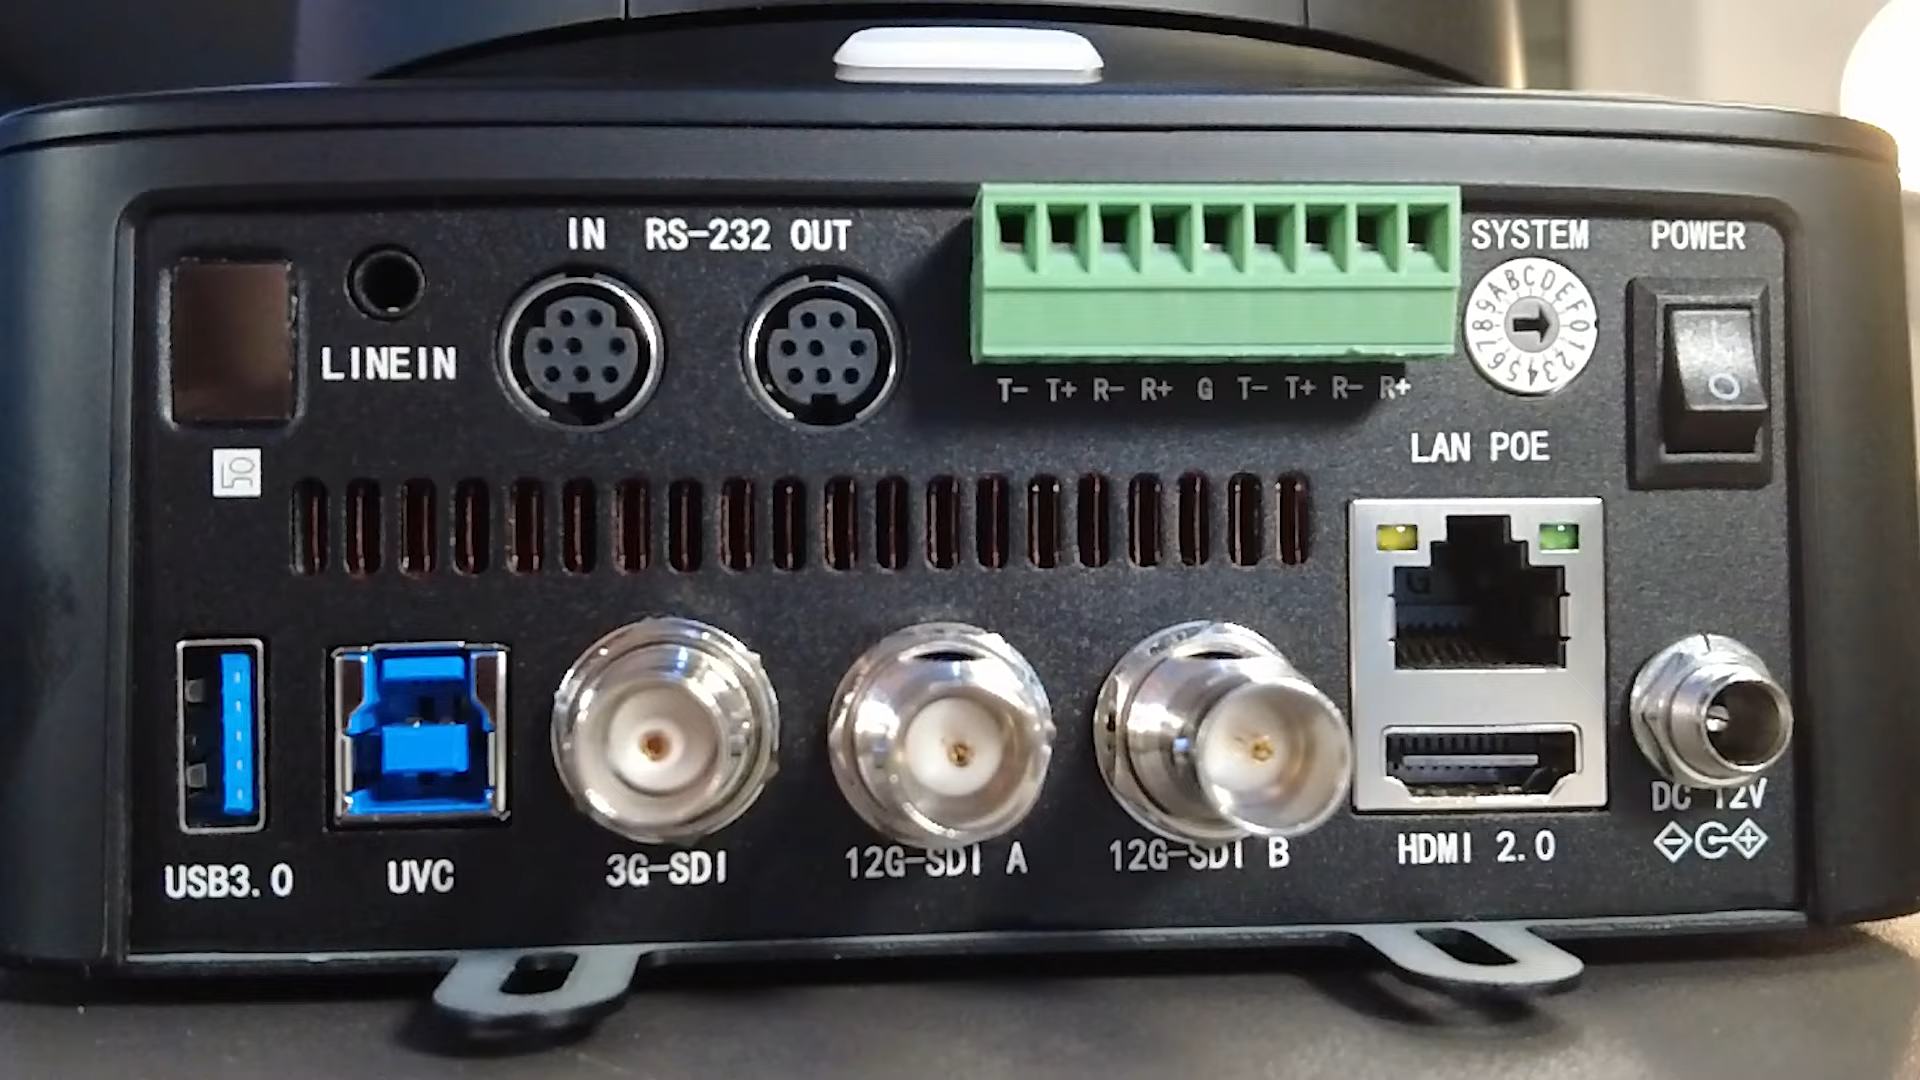 IN RS-232 OUT
SYSTEM
POWER
LINEIN
ABCDEF0123456789
T- T+ R- R+ G T- T+ R- R+
LAN POE
USB3.0
UVC
3G-SDI
12G-SDI A
12G-SDI B
HDMI 2.0
DC 12V